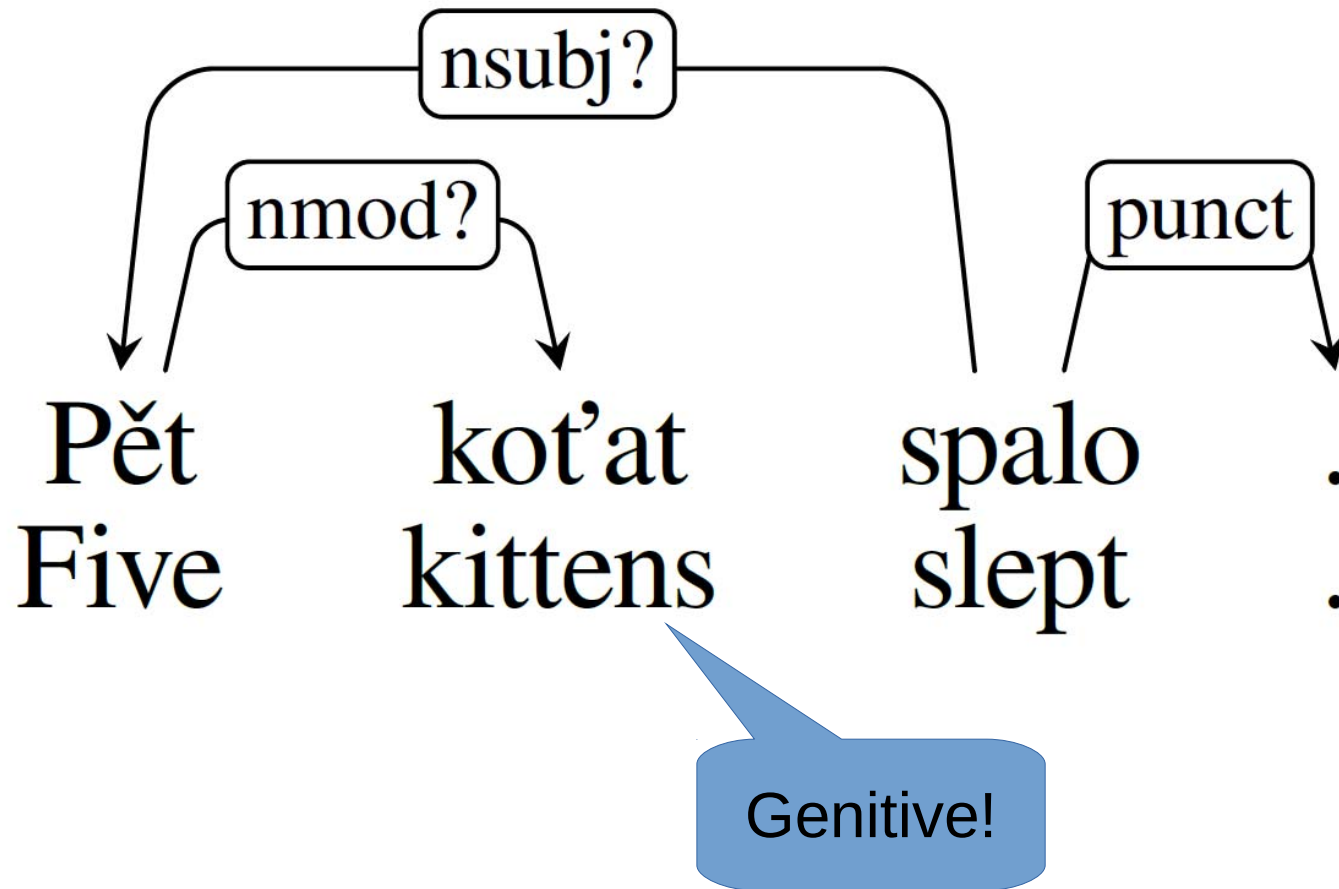 nsubj?
nmod? punct
Pět koťat spalo .
Five kittens slept .
Genitive!